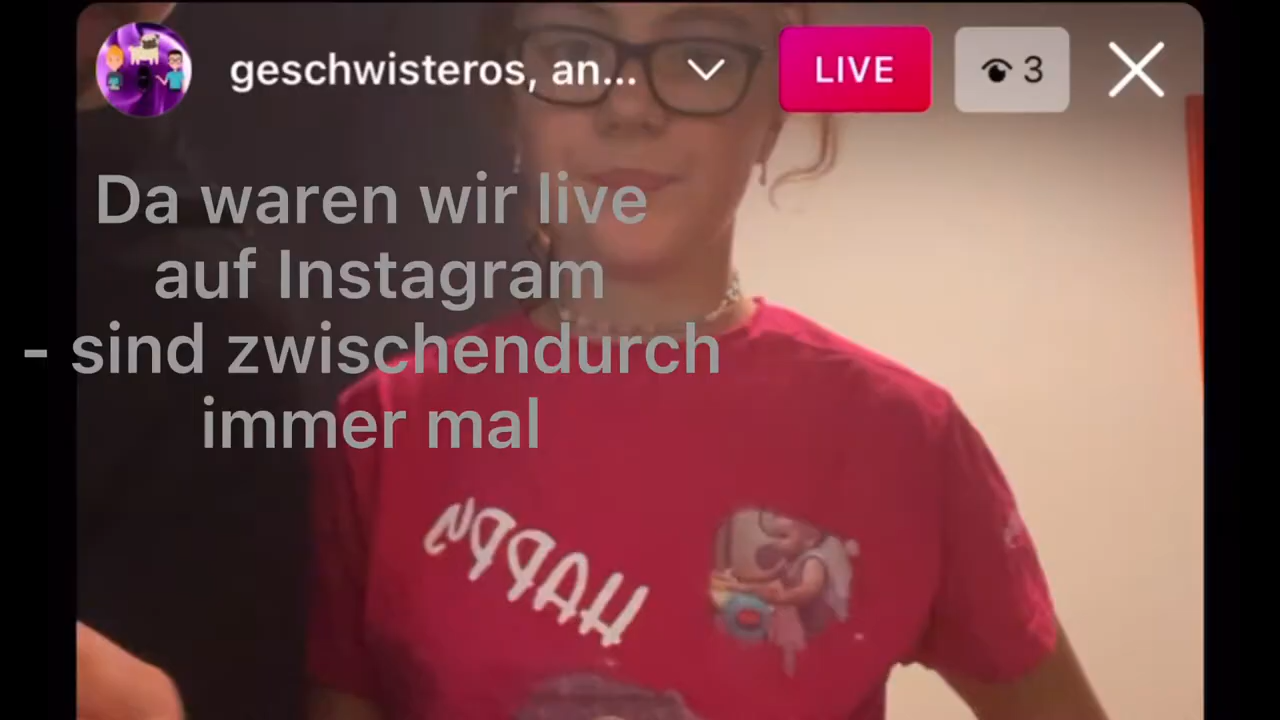 geschwisteros, an...
LIVE
3
Da waren wir live
auf Instagram
- sind zwischendurch
immer mal
HAPPY